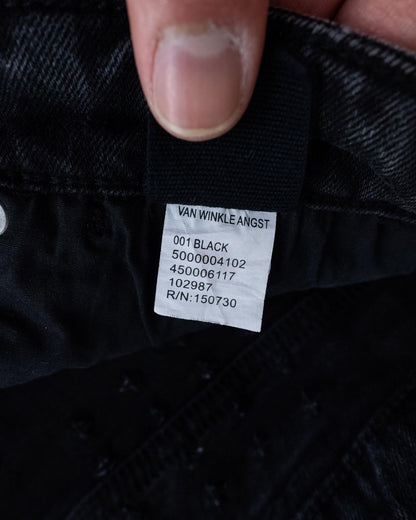 VAN WINKLE ANGST
001 BLACK
5000004102
450006117
102987
R/N:150730